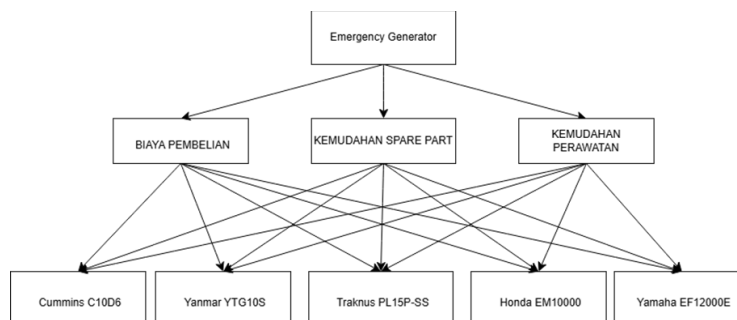 Emergency Generator
BIAYA PEMBELIAN
KEMUDAHAN SPARE PART
KEMUDAHAN
PERAWATAN
Cummins C10D6
Yanmar YTG10S
Traknus PL15P-SS
Honda EM10000
Yamaha EF12000E